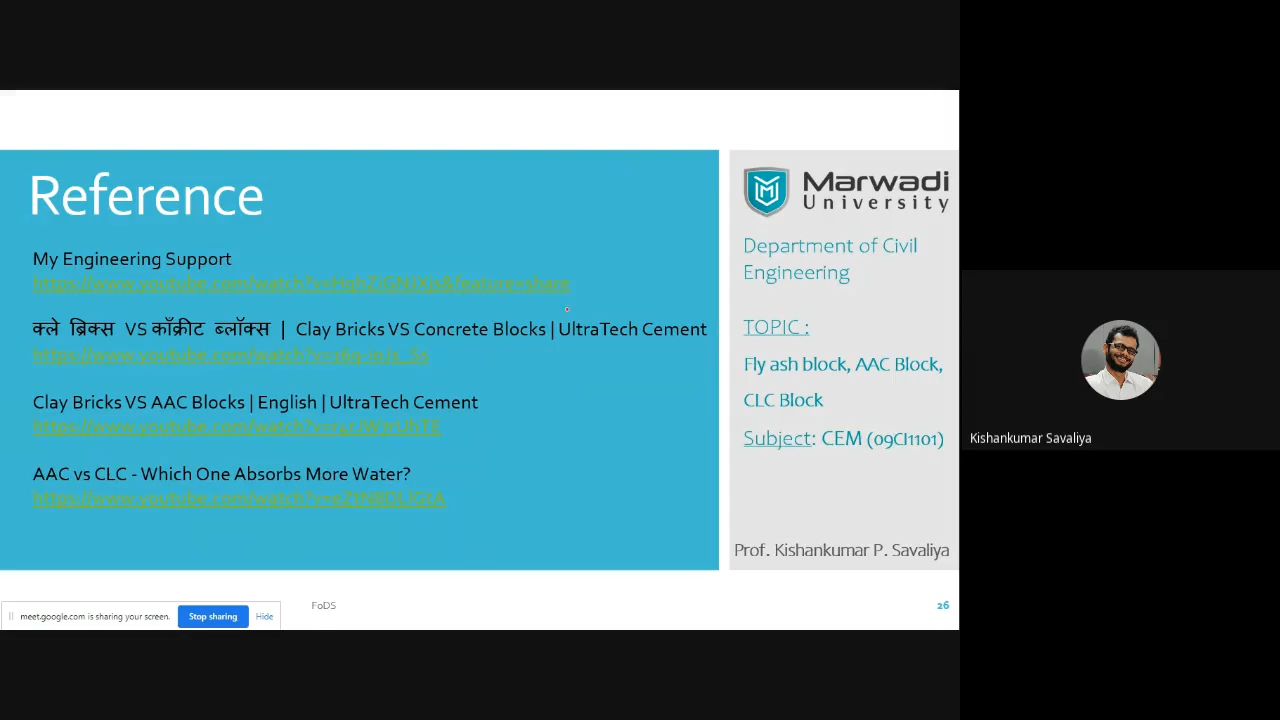 Reference
My Engineering Support
क्ले ब्रिक्स VS कॉंक्रीट ब्लॉक्स | Clay Bricks VS Concrete Blocks | UltraTech Cement
Clay Bricks VS AAC Blocks | English | UltraTech Cement
AAC vs CLC - Which One Absorbs More Water?
Marwadi
University
Department of Civil
Engineering
TOPIC :
Fly ash block, AAC Block,
CLC Block
Subject: CEM (09CI1101)
Prof. Kishankumar P. Savaliya
meet.google.com is sharing your screen.
Stop sharing
Hide
FoDS
26
Kishankumar Savaliya